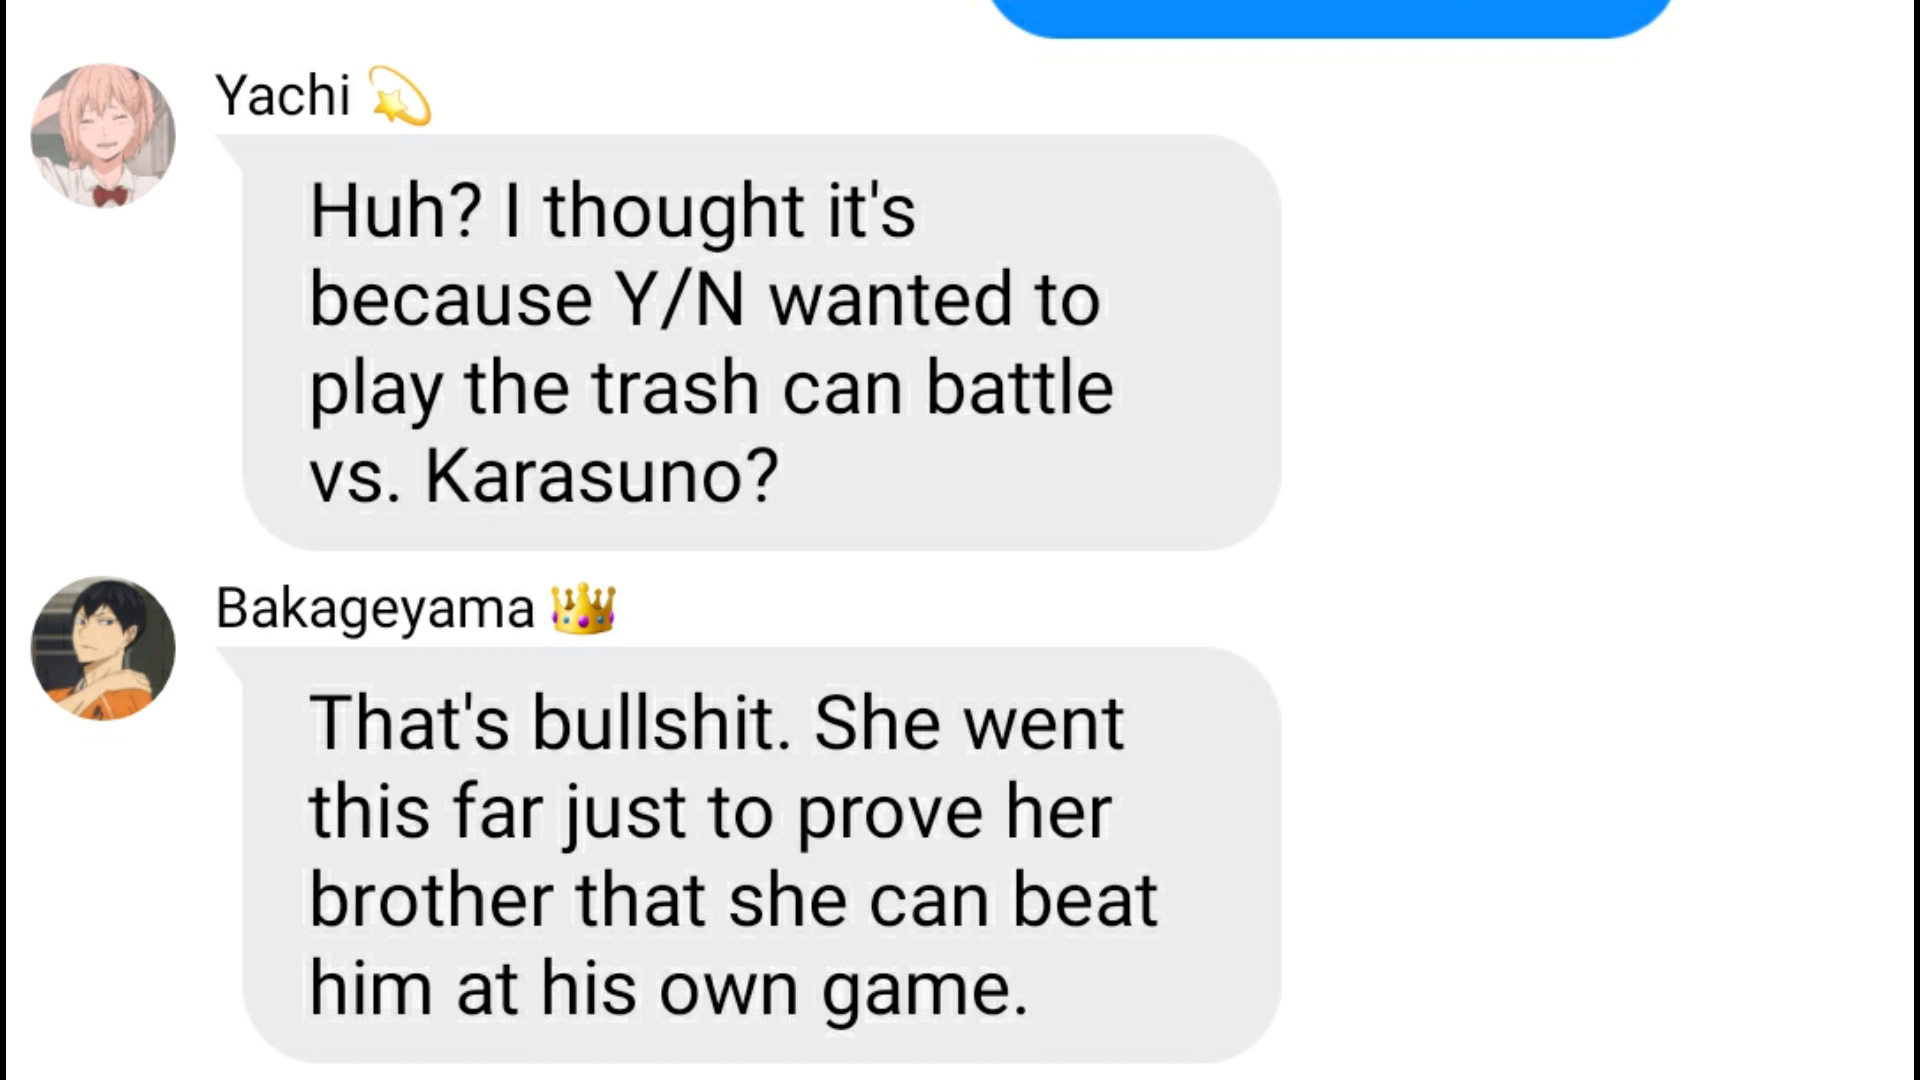 Yachi 💫
Huh? I thought it's
because Y/N wanted to
play the trash can battle
vs. Karasuno?
Bakageyama 👑
That's bullshit. She went
this far just to prove her
brother that she can beat
him at his own game.